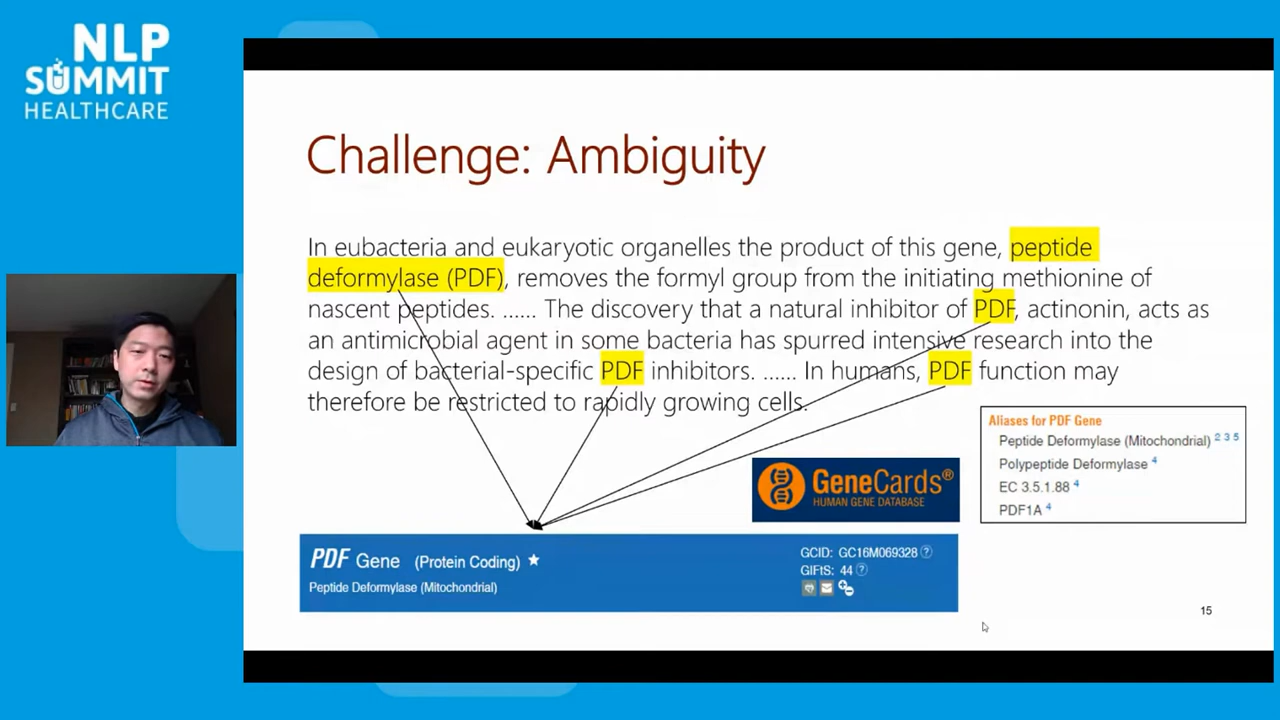 NLP
SUMMIT
HEALTHCARE
Challenge: Ambiguity
In eubacteria and eukaryotic organelles the product of this gene, peptide
deformylase (PDF), removes the formyl group from the initiating methionine of
nascent peptides. ...... The discovery that a natural inhibitor of PDF, actinonin, acts as
an antimicrobial agent in some bacteria has spurred intensive research into the
design of bacterial-specific PDF inhibitors. ...... In humans, PDF function may
therefore be restricted to rapidly growing cells.
Aliases for PDF Gene
Peptide Deformylase (Mitochondrial) 2 3 5
Polypeptide Deformylase 4
EC 3.5.1.88 4
PDF1A 4
GeneCards®
HUMAN GENE DATABASE
PDF Gene (Protein Coding) ★
Peptide Deformylase (Mitochondrial)
GCID: GC16M069328 ?
GIFtS: 44 ?
15